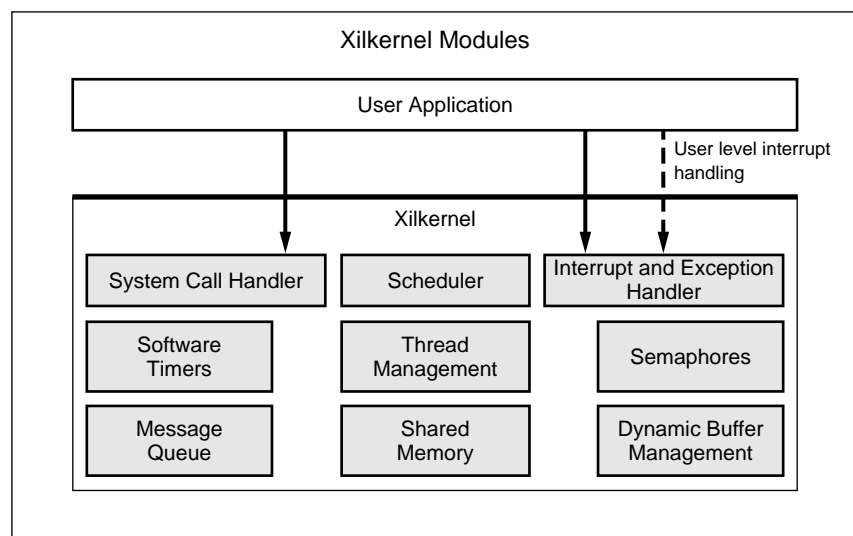 Xilkernel Modules
User Application
User level interrupt
handling
Xilkernel
System Call Handler
Scheduler
Interrupt and Exception
Handler
Software
Timers
Thread
Management
Semaphores
Message
Queue
Shared
Memory
Dynamic Buffer
Management